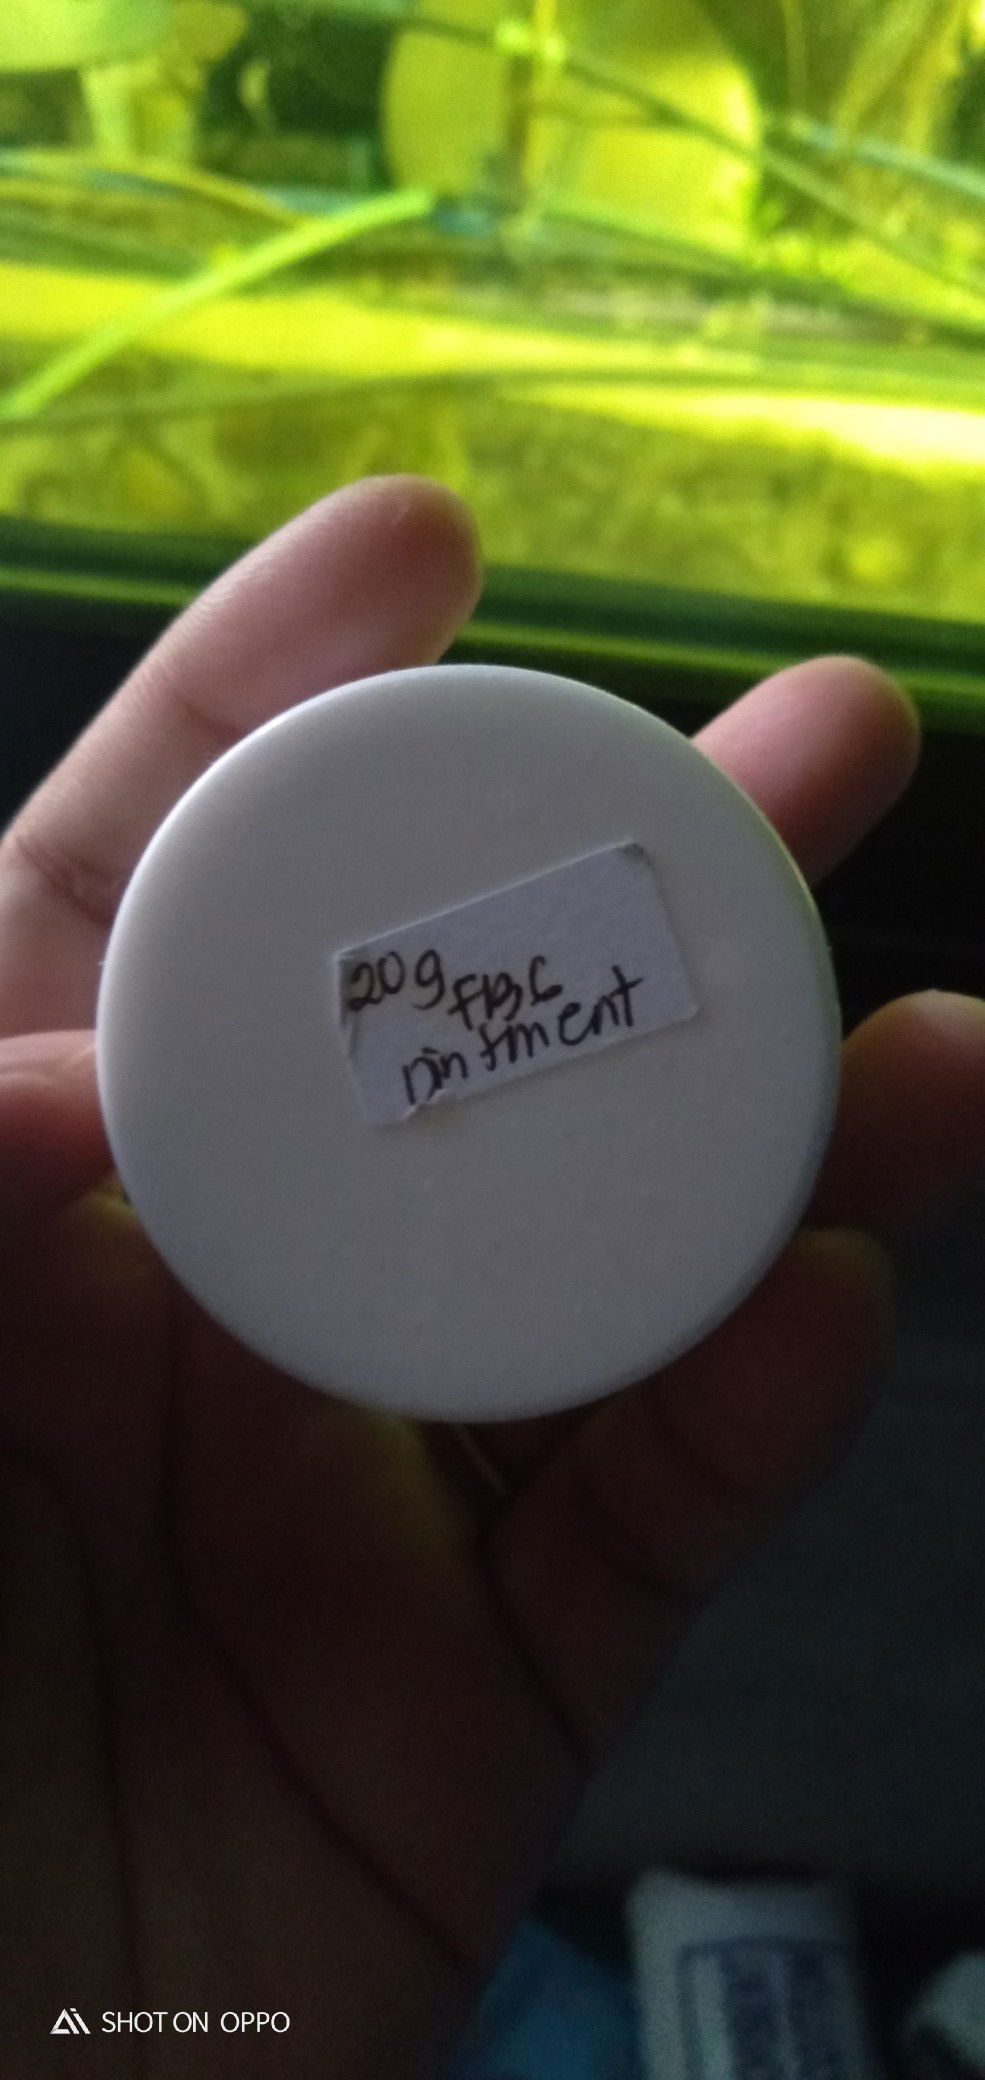 20g FBC
ointment
SHOT ON OPPO